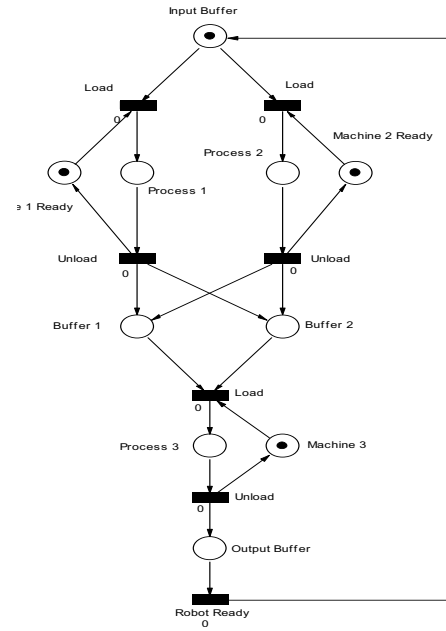 Input Buffer
Load
Load
0
0
Machine 2 Ready
Process 2
Process 1
e 1 Ready
Unload
Unload
0
0
Buffer 1
Buffer 2
Load
0
Process 3
Machine 3
Unload
0
Output Buffer
Robot Ready
0